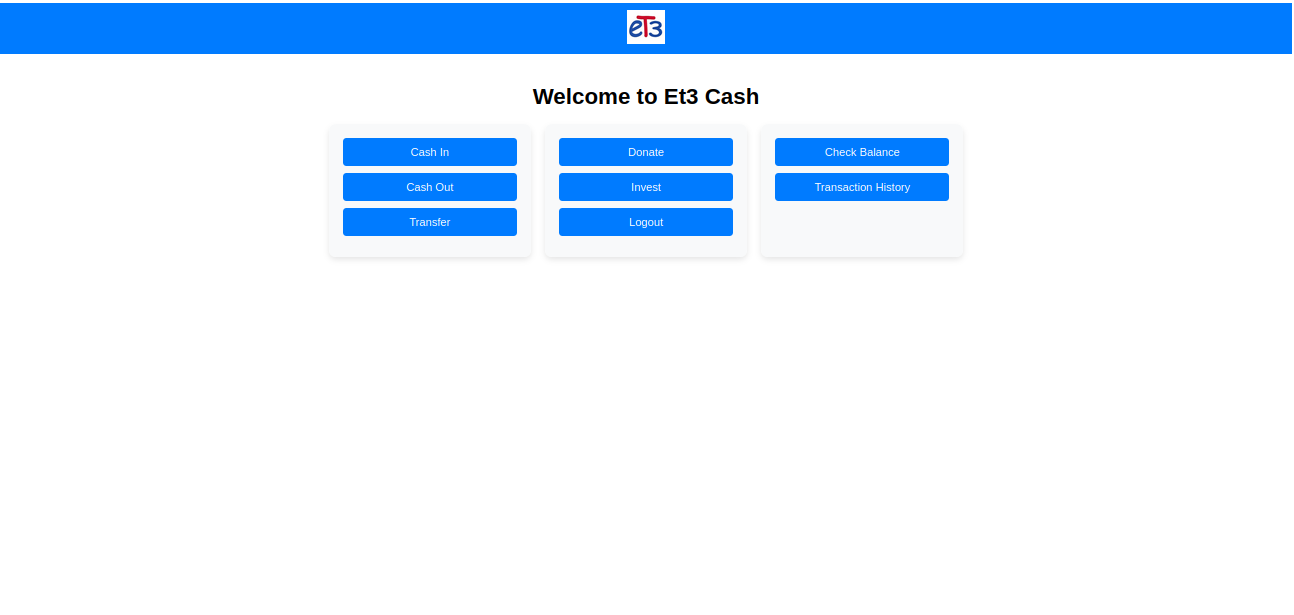 eT3
Welcome to Et3 Cash
Cash In
Cash Out
Transfer
Donate
Invest
Logout
Check Balance
Transaction History